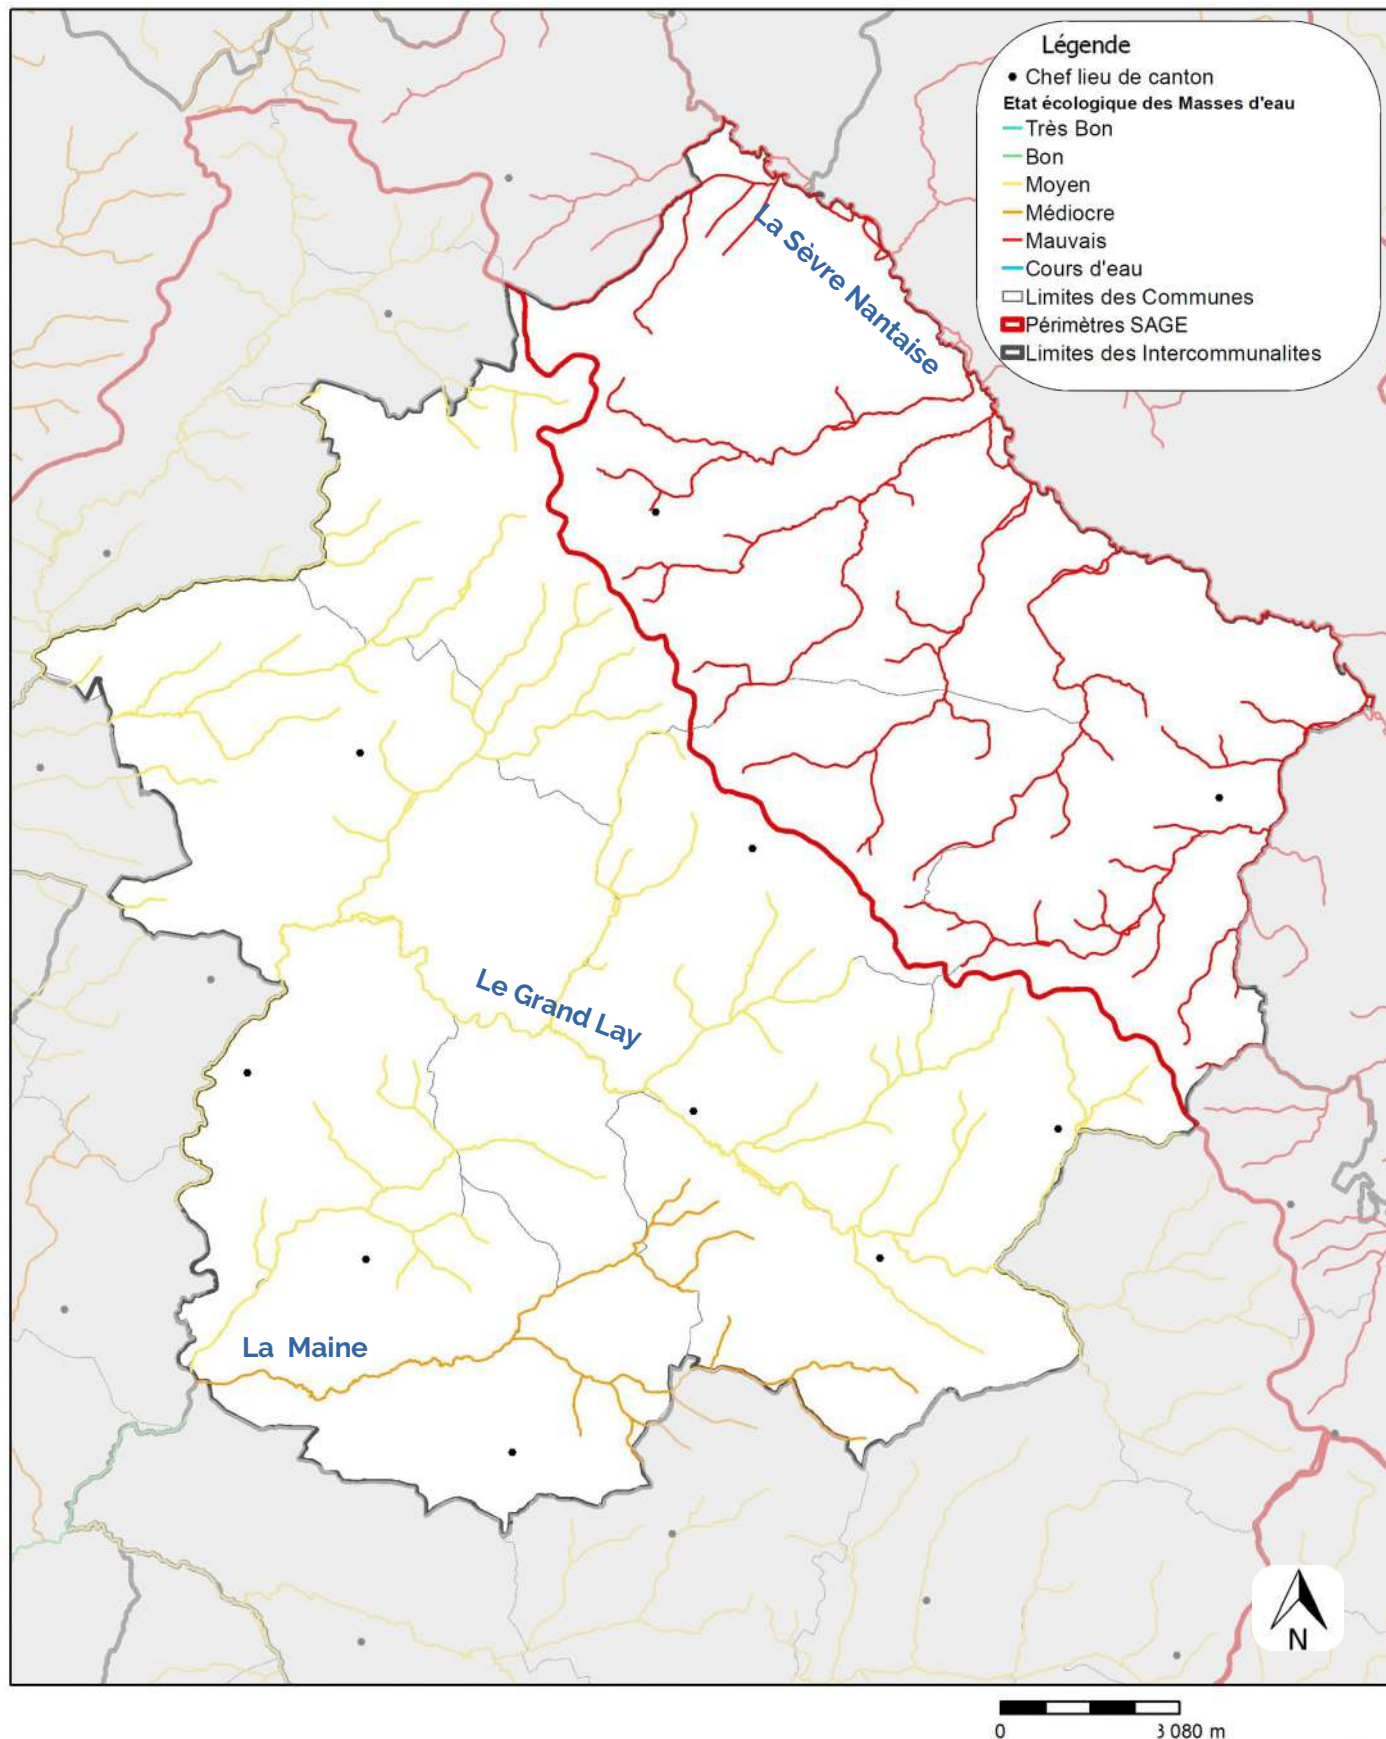 Légende
Chef lieu de canton
Etat écologique des Masses d'eau
Très Bon
Bon
Moyen
Médiocre
Mauvais
Cours d'eau
Limites des Communes
Périmètres SAGE
Limites des Intercommunalites
La Sèvre Nantaise
Le Grand Lay
La Maine
N
0 3 080 m